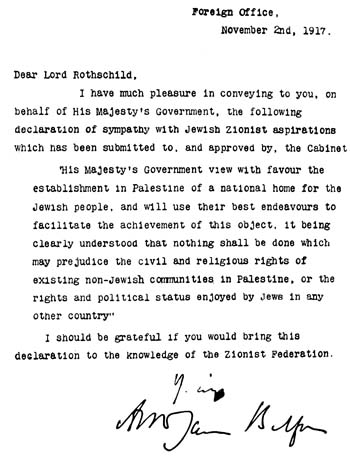 Foreign Office,
November 2nd, 1917.
Dear Lord Rothschild,
I have much pleasure in conveying to you, on
behalf of His Majesty's Government, the following
declaration of sympathy with Jewish Zionist aspirations
which has been submitted to, and approved by, the Cabinet
"His Majesty's Government view with favour the
establishment in Palestine of a national home for the
Jewish people, and will use their best endeavours to
facilitate the achievement of this object, it being
clearly understood that nothing shall be done which
may prejudice the civil and religious rights of
existing non-Jewish communities in Palestine, or the
rights and political status enjoyed by Jews in any
other country"
I should be grateful if you would bring this
declaration to the knowledge of the Zionist Federation.